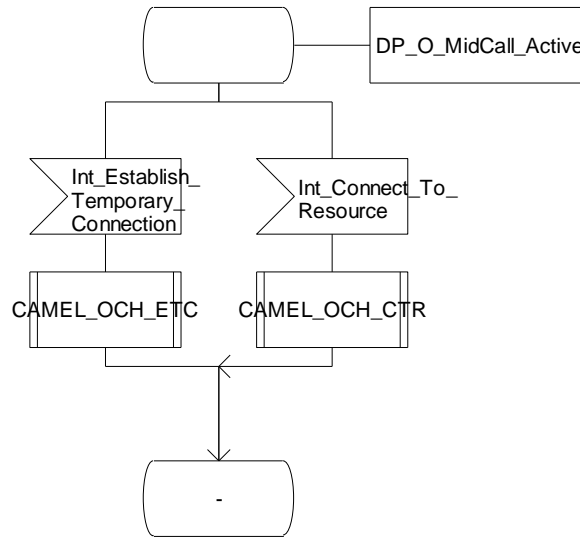 DP_O_MidCall_Active
Int_Establish_
Temporary_
Connection
Int_Connect_To_
Resource
CAMEL_OCH_ETC
CAMEL_OCH_CTR
-